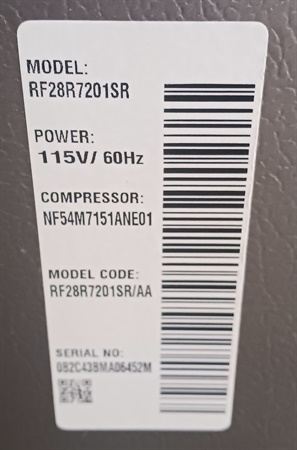 MODEL:
RF28R7201SR
POWER:
115V/ 60Hz
COMPRESSOR:
NF54M7151ANE01
MODEL CODE:
RF28R7201SR/AA
SERIAL NO:
0B2C43BMA06452M